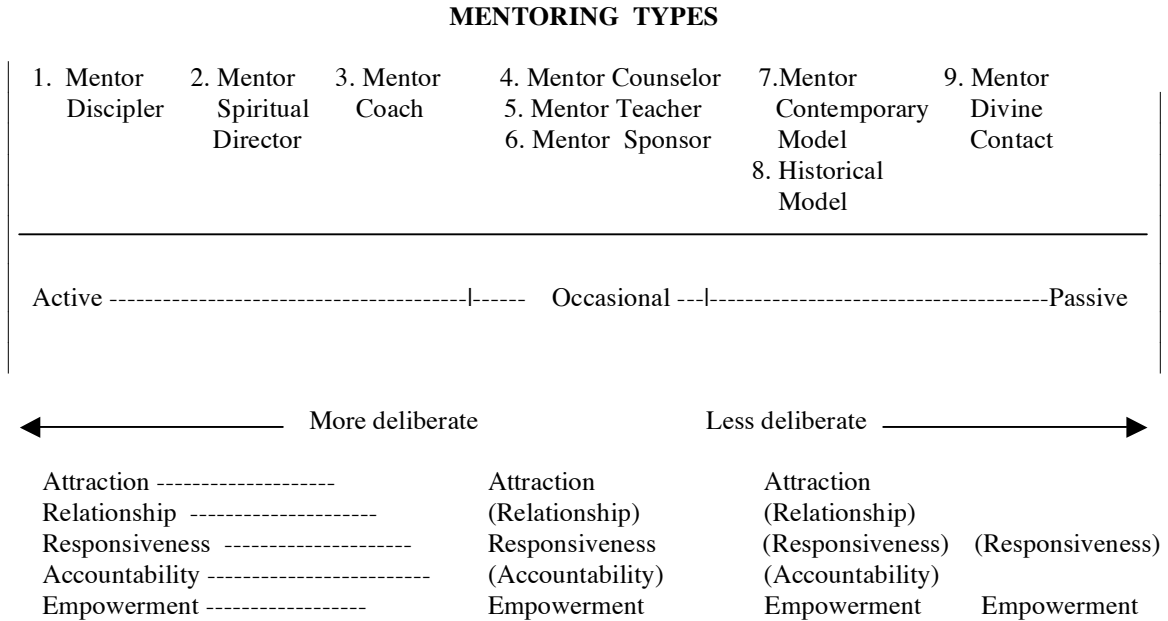 MENTORING TYPES
1. Mentor 2. Mentor 3. Mentor 4. Mentor Counselor 7.Mentor 9. Mentor
Discipler Spiritual Coach 5. Mentor Teacher Contemporary Divine
Director 6. Mentor Sponsor Model Contact
8. Historical
Model
Active ----------------------------------------|------ Occasional ---|--------------------------------------Passive
More deliberate Less deliberate
Attraction -------------------- Attraction Attraction
Relationship --------------------- (Relationship) (Relationship)
Responsiveness --------------------- Responsiveness (Responsiveness) (Responsiveness)
Accountability ------------------------- (Accountability) (Accountability)
Empowerment ------------------ Empowerment Empowerment Empowerment